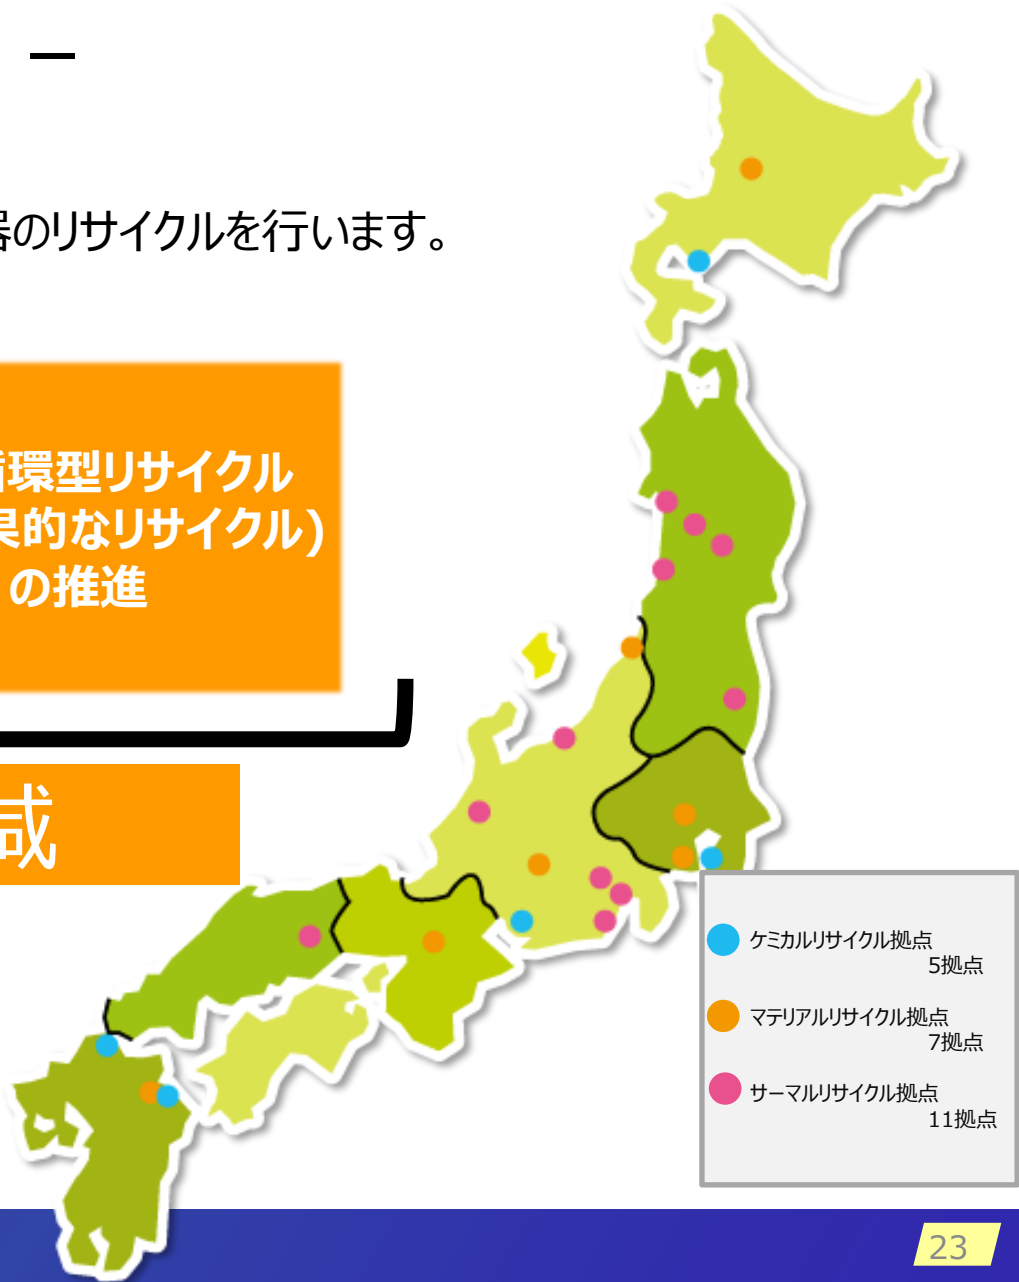 器のリサイクルを行います。
循環型リサイクル
果的なリサイクル)
の推進
減
ケミカルリサイクル拠点
5拠点
マテリアルリサイクル拠点
7拠点
サーマルリサイクル拠点
11拠点
23